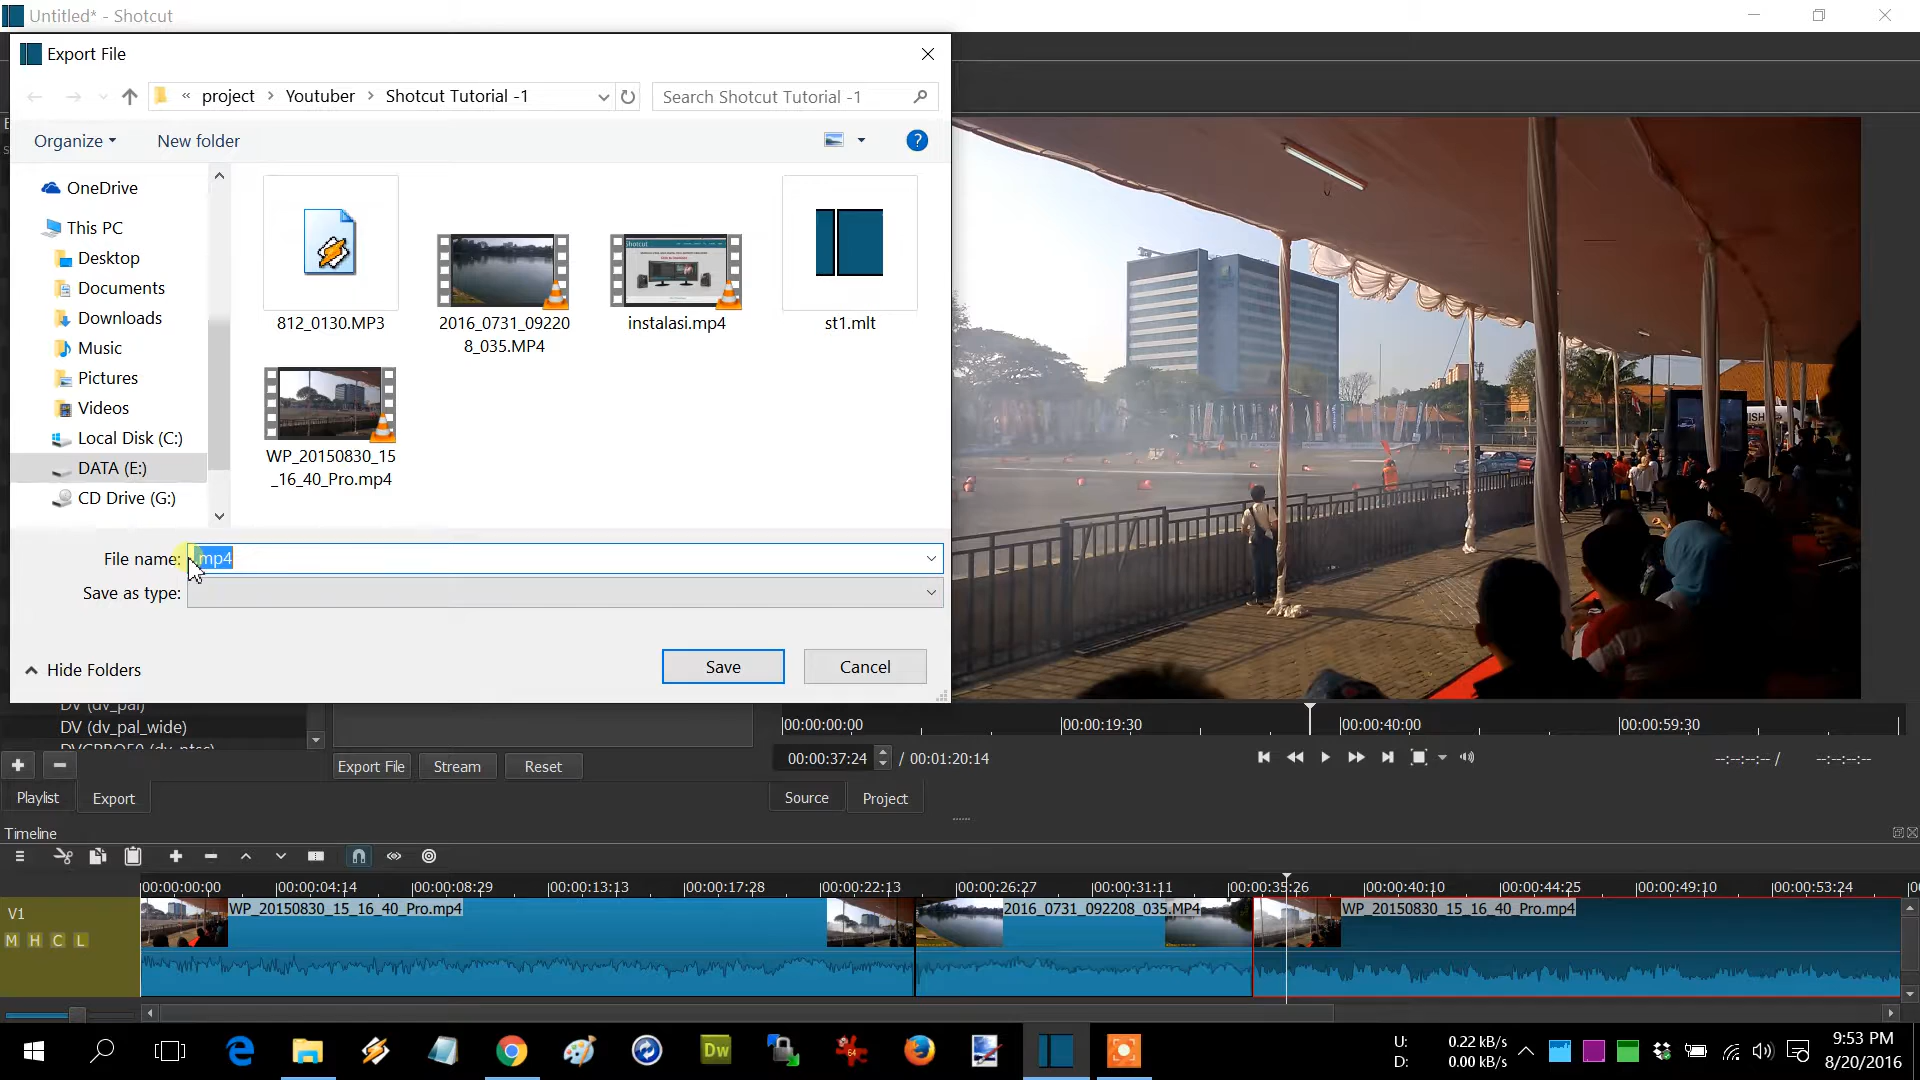 Untitled* - Shotcut
Export File
« project > Youtuber > Shotcut Tutorial -1
Search Shotcut Tutorial -1
Organize
New folder
?
OneDrive
This PC
Desktop
Documents
Downloads
Music
Pictures
Videos
Local Disk (C:)
DATA (E:)
CD Drive (G:)
812_0130.MP3
2016_0731_09220
8_035.MP4
Shotcut
instalasi.mp4
st1.mlt
WP_20150830_15
_16_40_Pro.mp4
File name:
.mp4
Save as type:
Hide Folders
Save
Cancel
DV (dv_pal)
DV (dv_pal_wide)
DVCPRO50 (dv_ntsc)
Export File
Stream
Reset
Playlist
Export
00:00:00:00
00:00:19:30
00:00:40:00
00:00:59:30
00:00:37:24
/ 00:01:20:14
--:--:--:-- /
--:--:--:--
Source
Project
Timeline
00:00:00:00
00:00:04:14
00:00:08:29
00:00:13:13
00:00:17:28
00:00:22:13
00:00:26:27
00:00:31:11
00:00:35:26
00:00:40:10
00:00:44:25
00:00:49:10
00:00:53:24
V1
M H C L
WP_20150830_15_16_40_Pro.mp4
2016_0731_092208_035.MP4
WP_20150830_15_16_40_Pro.mp4
Dw
64
U: 0.22 kB/s
D: 0.00 kB/s
9:53 PM
8/20/2016